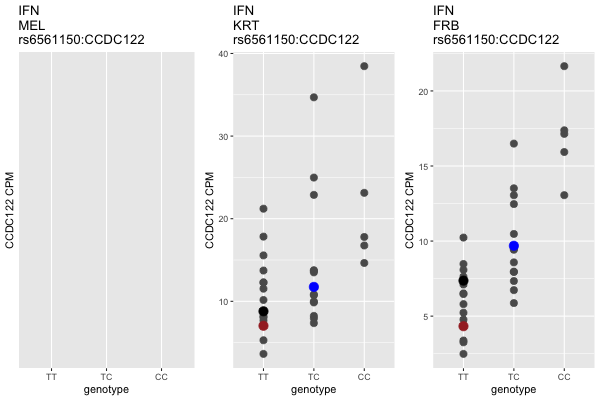 IFN
MEL
rs6561150:CCDC122
CCDC122 CPM
TT TC CC
genotype
IFN
KRT
rs6561150:CCDC122
40
30
20
10
CCDC122 CPM
TT TC CC
genotype
IFN
FRB
rs6561150:CCDC122
20
15
10
5
CCDC122 CPM
TT TC CC
genotype